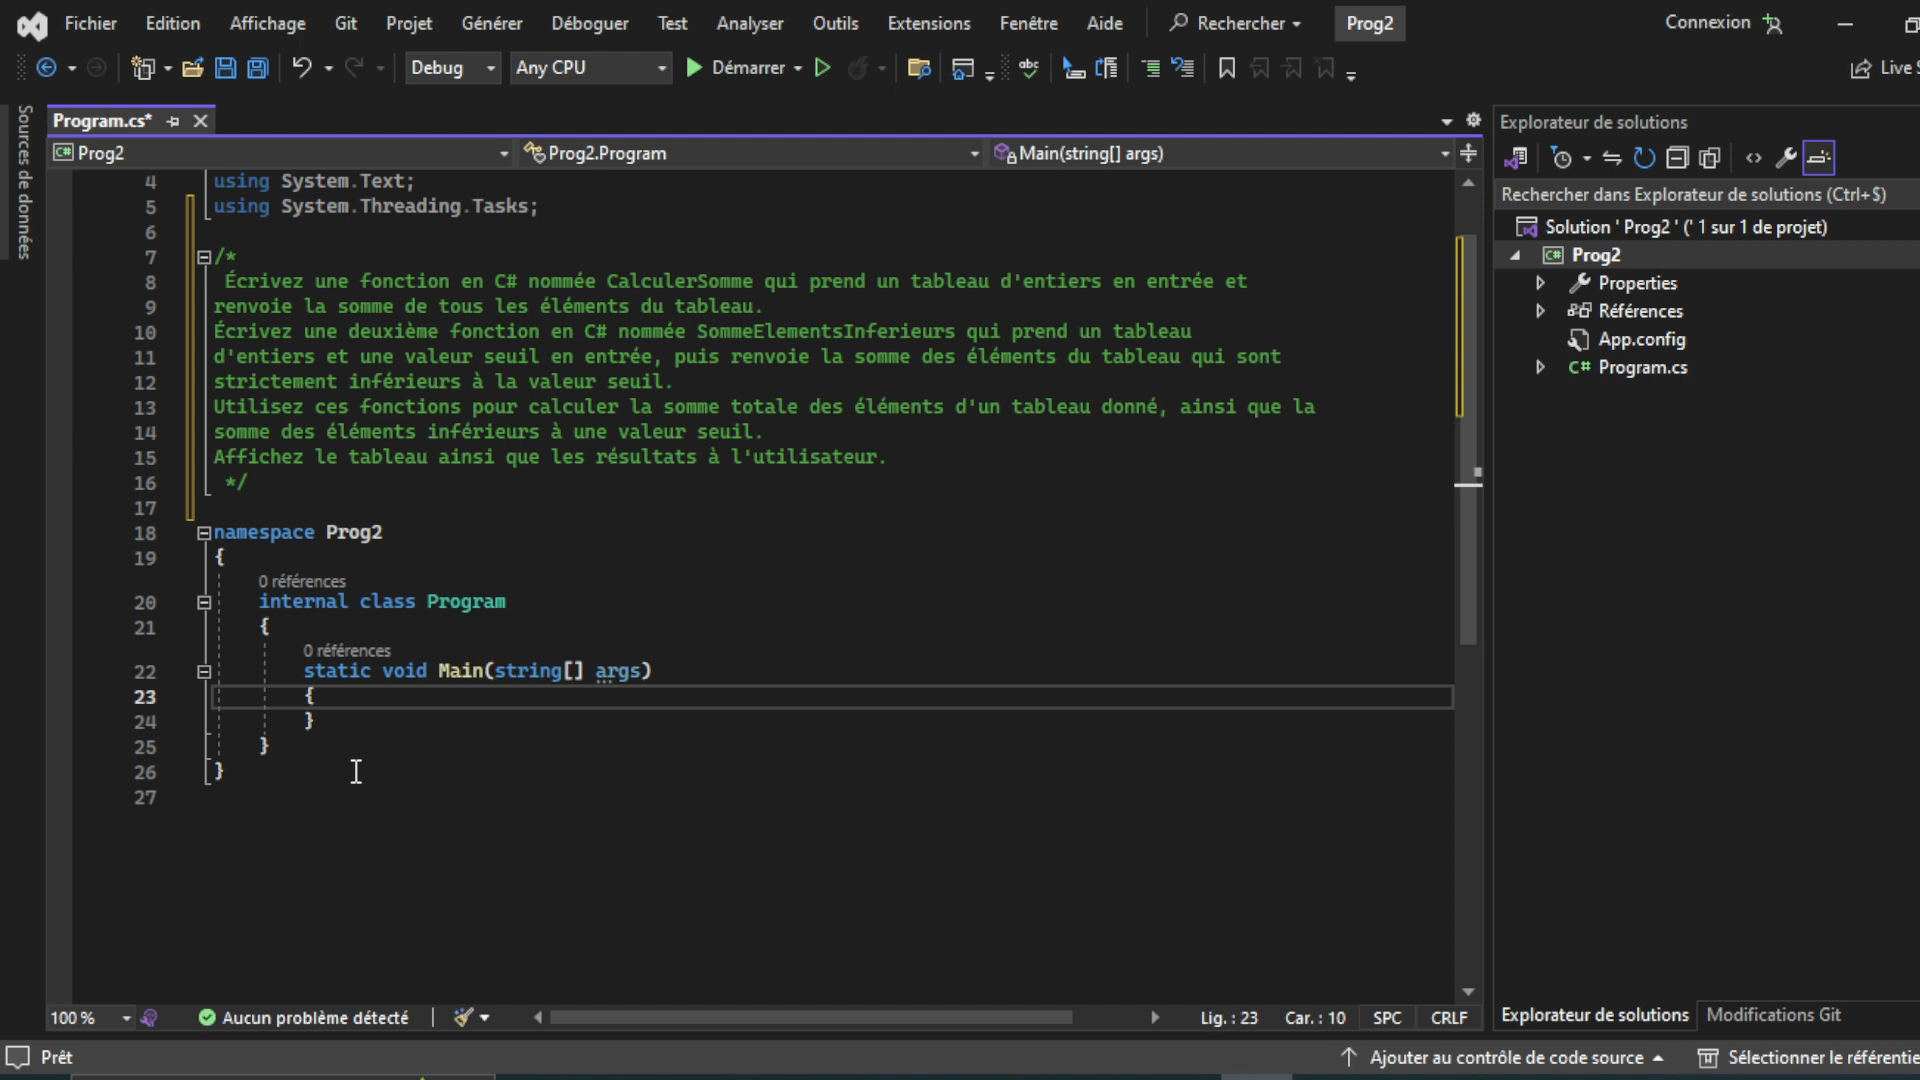 Fichier Edition Affichage Git Projet Générer Déboguer Test Analyser Outils Extensions Fenêtre Aide Rechercher Prog2 Connexion
Debug Any CPU Démarrer Live
Sources de données
Program.cs*
Prog2 Prog2.Program Main(string[] args)
4 using System.Text;
5 using System.Threading.Tasks;
6
7 /*
8 Écrivez une fonction en C# nommée CalculerSomme qui prend un tableau d'entiers en entrée et
9 renvoie la somme de tous les éléments du tableau.
10 Écrivez une deuxième fonction en C# nommée SommeElementsInferieurs qui prend un tableau
11 d'entiers et une valeur seuil en entrée, puis renvoie la somme des éléments du tableau qui sont
12 strictement inférieurs à la valeur seuil.
13 Utilisez ces fonctions pour calculer la somme totale des éléments d'un tableau donné, ainsi que la
14 somme des éléments inférieurs à une valeur seuil.
15 Affichez le tableau ainsi que les résultats à l'utilisateur.
16 */
17
18 namespace Prog2
19 {
0 références
20 internal class Program
21 {
0 références
22 static void Main(string[] args)
23 {
24 }
25 }
26 }
27
100 % Aucun problème détecté Lig. : 23 Car. : 10 SPC CRLF
Explorateur de solutions
Rechercher dans Explorateur de solutions (Ctrl+$)
Solution ' Prog2 ' (' 1 sur 1 de projet)
C# Prog2
Properties
Références
App.config
C# Program.cs
Explorateur de solutions Modifications Git
Prêt Ajouter au contrôle de code source Sélectionner le référentie